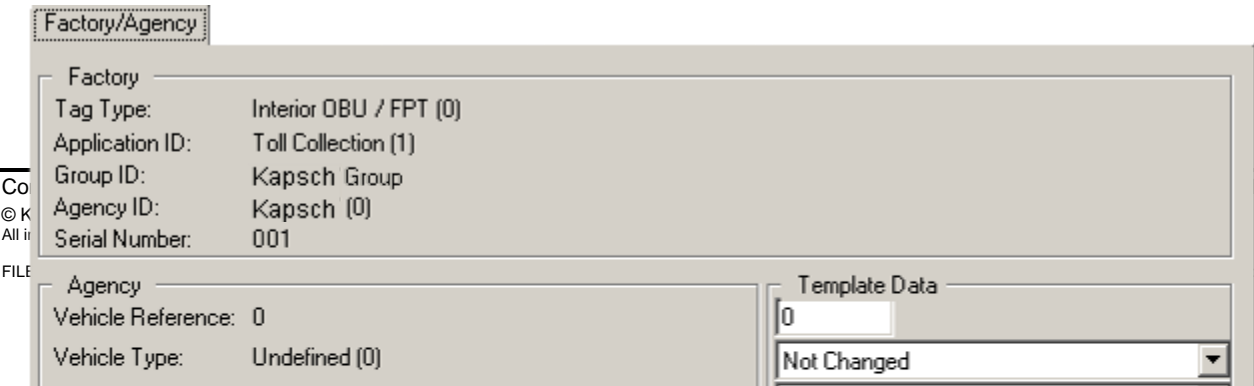 Factory/Agency
Factory
Tag Type: Interior OBU / FPT (0)
Application ID: Toll Collection (1)
Group ID: Kapsch Group
Agency ID: Kapsch (0)
Serial Number: 001
© K
FILE
Agency
Vehicle Reference: 0
Vehicle Type: Undefined (0)
Template Data
0
Not Changed